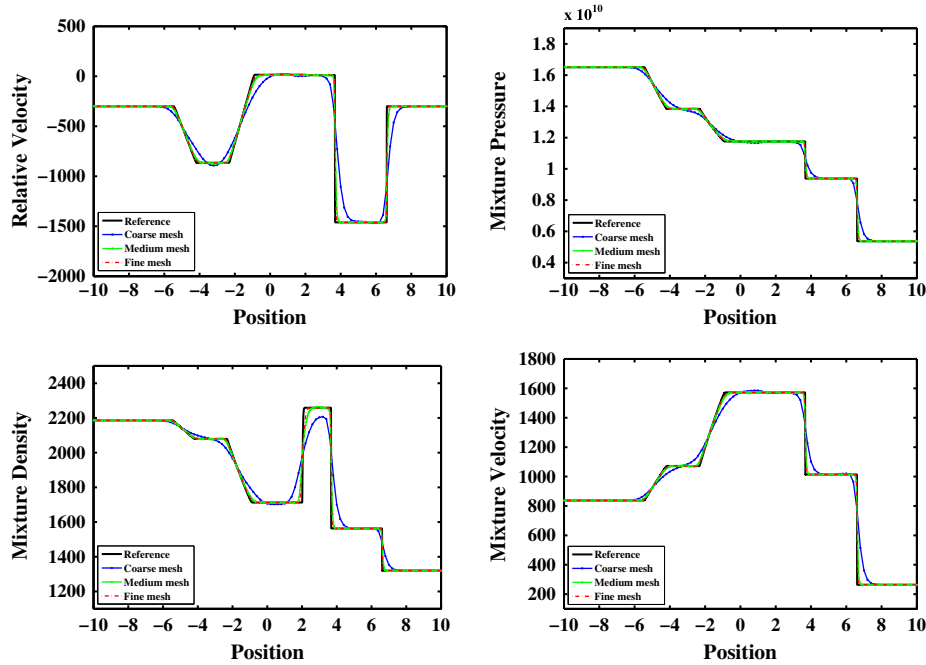 500
0
−500
−1000
−1500
−2000
Relative Velocity
Reference
Coarse mesh
Medium mesh
Fine mesh
−10 −8 −6 −4 −2 0 2 4 6 8 10
Position
x 10^10
1.8
1.6
1.4
1.2
1
0.8
0.6
0.4
Mixture Pressure
Reference
Coarse mesh
Medium mesh
Fine mesh
−10 −8 −6 −4 −2 0 2 4 6 8 10
Position
2400
2200
2000
1800
1600
1400
1200
Mixture Density
Reference
Coarse mesh
Medium mesh
Fine mesh
−10 −8 −6 −4 −2 0 2 4 6 8 10
Position
1800
1600
1400
1200
1000
800
600
400
200
Mixture Velocity
Reference
Coarse mesh
Medium mesh
Fine mesh
−10 −8 −6 −4 −2 0 2 4 6 8 10
Position